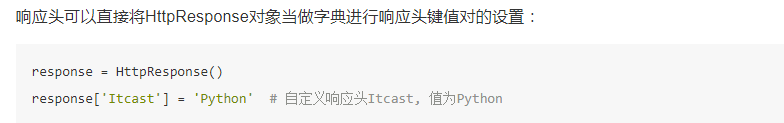 响应头可以直接将HttpResponse对象当做字典进行响应头键值对的设置：
response = HttpResponse()
response['Itcast'] = 'Python'  # 自定义响应头Itcast, 值为Python